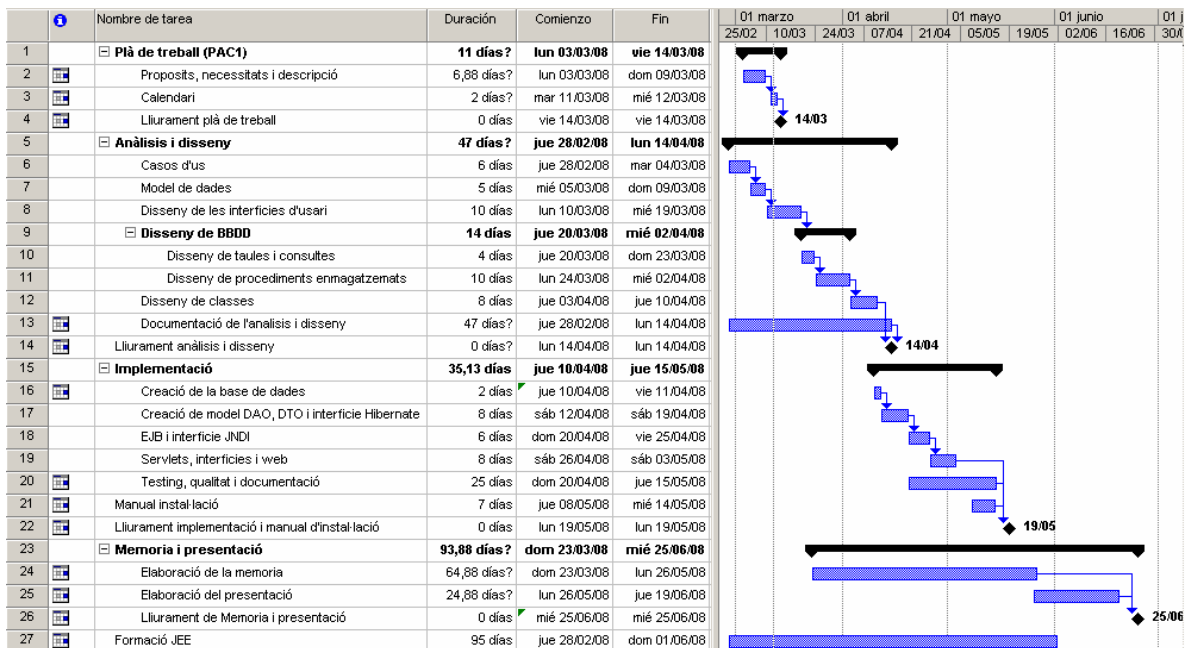 Nombre de tarea Duración Comienzo Fin 01 marzo 01 abril 01 mayo 01 junio 01 j
25/02 10/03 24/03 07/04 21/04 05/05 19/05 02/06 16/06 30/0
1 Plà de treball (PAC1) 11 días? lun 03/03/08 vie 14/03/08
2 Proposits, necessitats i descripció 6,88 días? lun 03/03/08 dom 09/03/08
3 Calendari 2 días? mar 11/03/08 mié 12/03/08
4 Lliurament plà de treball 0 días vie 14/03/08 vie 14/03/08 14/03
5 Anàlisis i disseny 47 días? jue 28/02/08 lun 14/04/08
6 Casos d'us 6 días jue 28/02/08 mar 04/03/08
7 Model de dades 5 días mié 05/03/08 dom 09/03/08
8 Disseny de les interficies d'usari 10 días lun 10/03/08 mié 19/03/08
9 Disseny de BBDD 14 días jue 20/03/08 mié 02/04/08
10 Disseny de taules i consultes 4 días jue 20/03/08 dom 23/03/08
11 Disseny de procediments enmagatzemats 10 días lun 24/03/08 mié 02/04/08
12 Disseny de classes 8 días jue 03/04/08 jue 10/04/08
13 Documentació de l'analisis i disseny 47 días? jue 28/02/08 lun 14/04/08
14 Lliurament anàlisis i disseny 0 días? lun 14/04/08 lun 14/04/08 14/04
15 Implementació 35,13 días jue 10/04/08 jue 15/05/08
16 Creació de la base de dades 2 días jue 10/04/08 vie 11/04/08
17 Creació de model DAO, DTO i interficie Hibernate 8 días sáb 12/04/08 sáb 19/04/08
18 EJB i interficie JNDI 6 días dom 20/04/08 vie 25/04/08
19 Servlets, interficies i web 8 días sáb 26/04/08 sáb 03/05/08
20 Testing, qualitat i documentació 25 días dom 20/04/08 jue 15/05/08
21 Manual instal·lació 7 días jue 08/05/08 mié 14/05/08
22 Lliurament implementació i manual d'instal·lació 0 días lun 19/05/08 lun 19/05/08 19/05
23 Memoria i presentació 93,88 días? dom 23/03/08 mié 25/06/08
24 Elaboració de la memoria 64,88 días? dom 23/03/08 lun 26/05/08
25 Elaboración del presentació 24,88 días? lun 26/05/08 jue 19/06/08
26 Lliurament de Memoria i presentació 0 días mié 25/06/08 mié 25/06/08 25/06
27 Formació JEE 95 días jue 28/02/08 dom 01/06/08